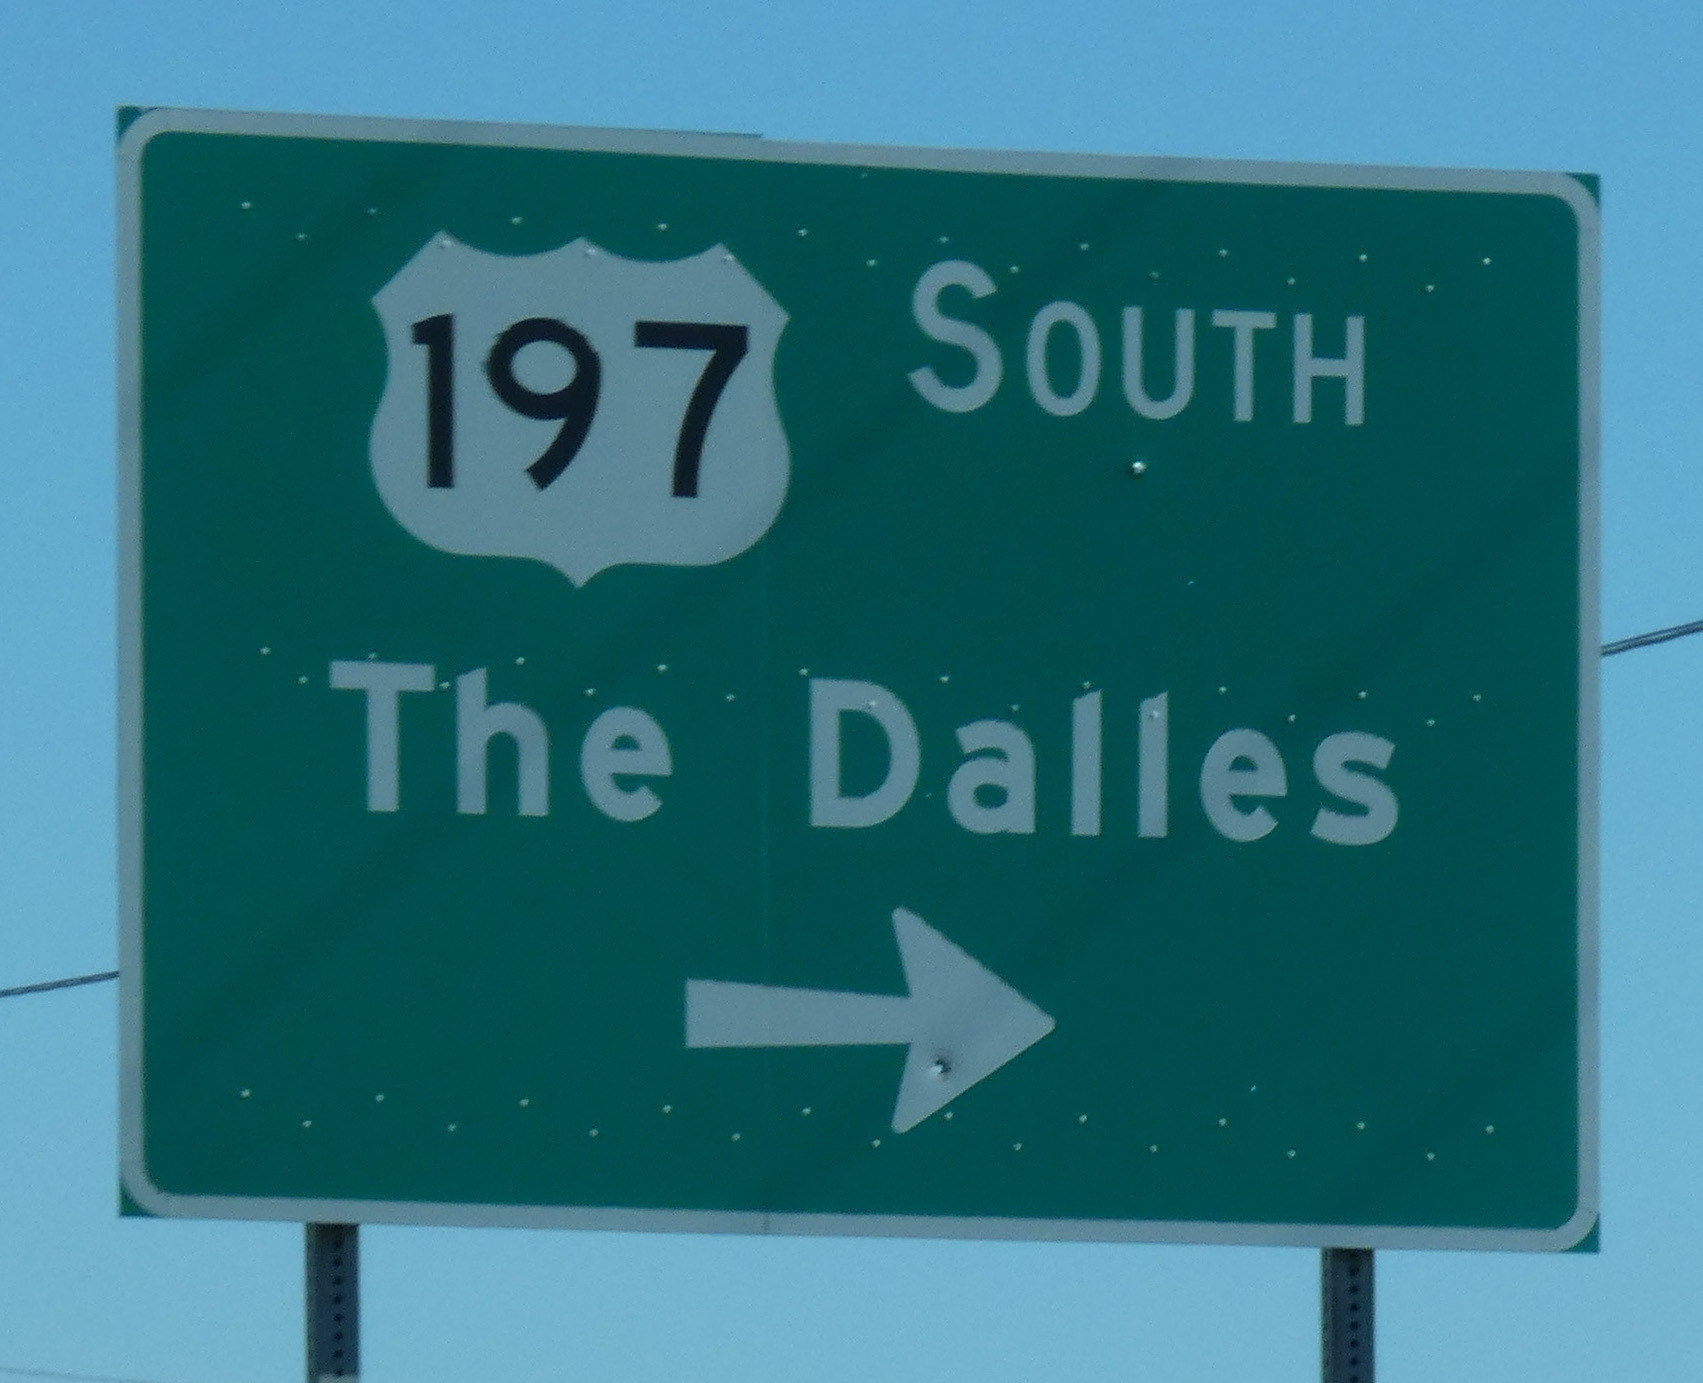 197 SOUTH
The Dalles